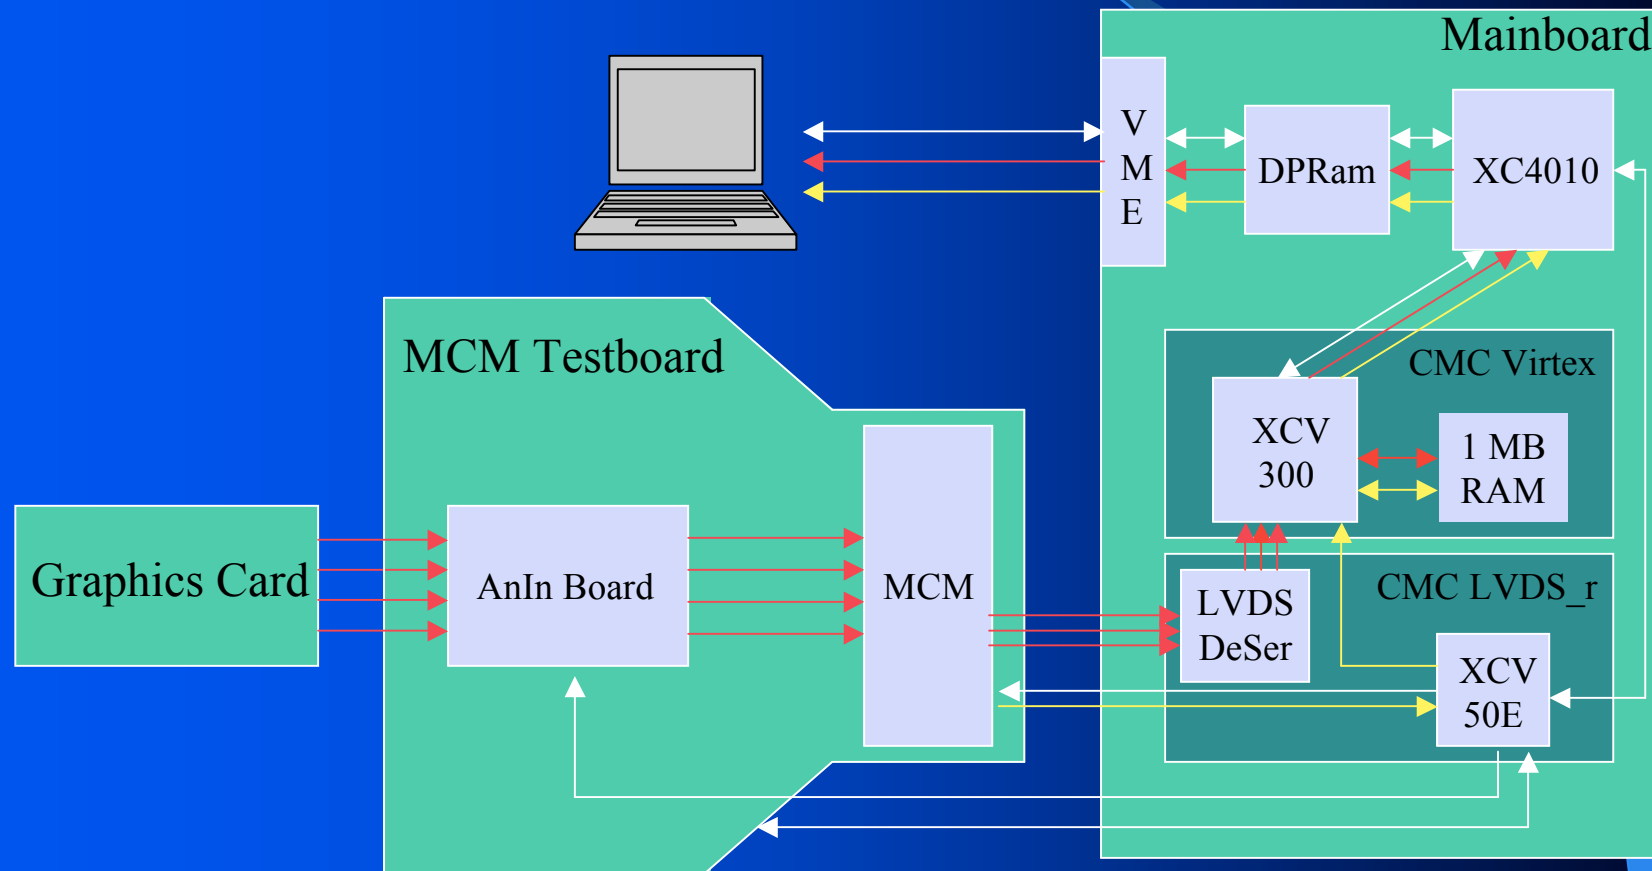 Mainboard
V
M
E
DPRam
XC4010
MCM Testboard
CMC Virtex
XCV
300
1 MB
RAM
Graphics Card
AnIn Board
MCM
LVDS
DeSer
CMC LVDS_r
XCV
50E